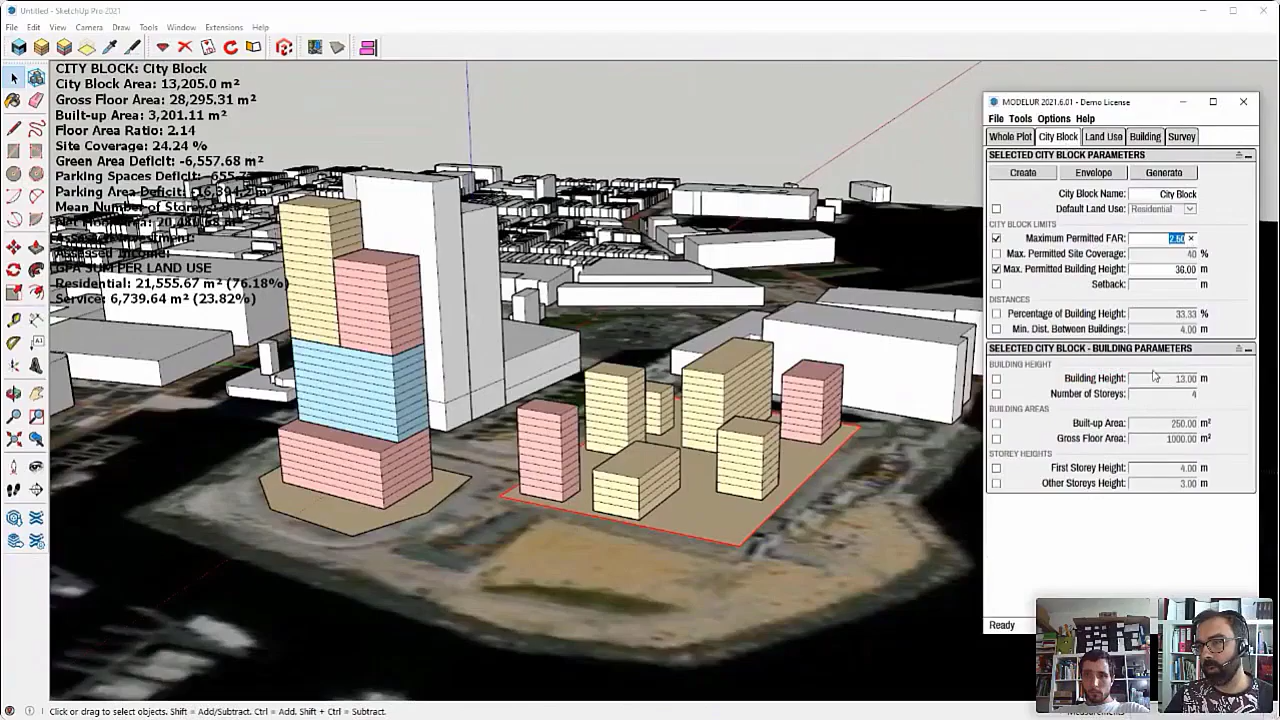 Untitled - SketchUp Pro 2021
File Edit View Camera Draw Tools Window Extensions Help
CITY BLOCK: City Block
City Block Area: 13,205.0 m²
Gross Floor Area: 28,295.31 m²
Built-up Area: 3,201.11 m²
Floor Area Ratio: 2.14
Site Coverage: 24.24 %
Green Area Deficit: -6,557.68 m²
Parking Spaces Deficit:
Parking Area Deficit:
Mean Number of
GFA SUM PER LAND USE
Residential: 21,555.67 m² (76.18%)
Service: 6,739.64 m² (23.82%)
MODELUR 2021.6.01 - Demo License
File Tools Options Help
Whole Plot City Block Land Use Building Survey
SELECTED CITY BLOCK PARAMETERS
Create Envelope Generate
City Block Name: City Block
Default Land Use: Residential
CITY BLOCK LIMITS
Maximum Permitted FAR: 2.50
Max. Permitted Site Coverage: 40 %
Max. Permitted Building Height: 36.00 m
Setback: m
DISTANCES
Percentage of Building Height: 33.33 %
Min. Dist. Between Buildings: 4.00 m
SELECTED CITY BLOCK - BUILDING PARAMETERS
BUILDING HEIGHT
Building Height: 13.00 m
Number of Storeys: 4
BUILDING AREAS
Built-up Area: 250.00 m²
Gross Floor Area: 1000.00 m²
STOREY HEIGHTS
First Storey Height: 4.00 m
Other Storeys Height: 3.00 m
Ready
Click or drag to select objects. Shift = Add/Subtract. Ctrl = Add. Shift + Ctrl = Subtract.
Measurements